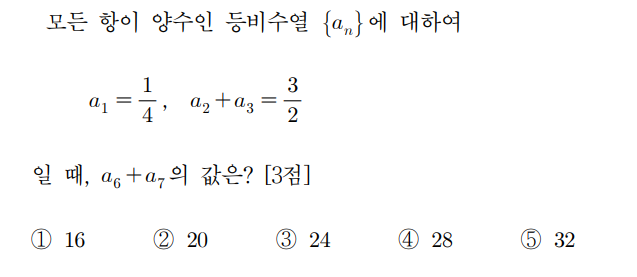 모든 항이 양수인 등비수열 {aₙ}에 대하여
a₁ = 1/4, a₂ + a₃ = 3/2
일 때, a₆ + a₇의 값은? [3점]
① 16 ② 20 ③ 24 ④ 28 ⑤ 32